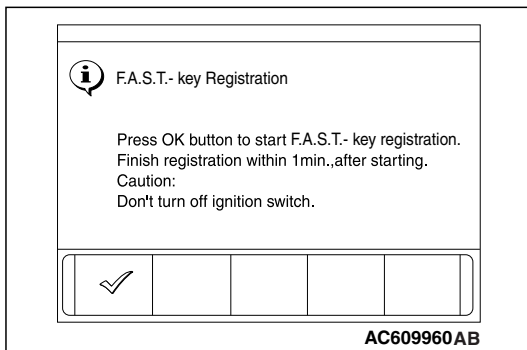 F.A.S.T.- key Registration
Press OK button to start F.A.S.T.- key registration.
Finish registration within 1min.,after starting.
Caution:
Don't turn off ignition switch.
AC609960AB